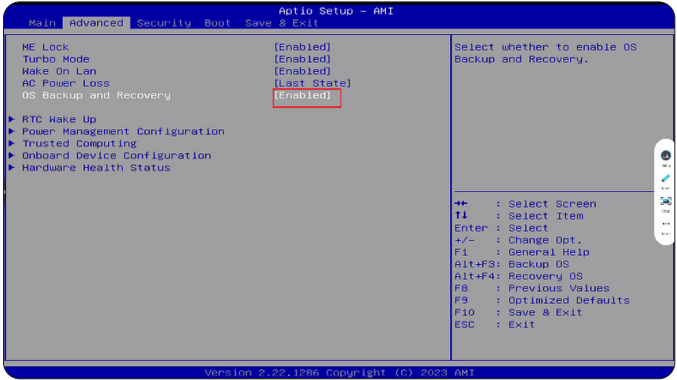 Aptio Setup - AMI
Main Advanced Security Boot Save & Exit
ME Lock [Enabled]
Turbo Mode [Enabled]
Wake On Lan [Enabled]
AC Power Loss [Last State]
OS Backup and Recovery [Enabled]
RTC Wake Up
Power Management Configuration
Trusted Computing
Onboard Device Configuration
Hardware Health Status
Select whether to enable OS
Backup and Recovery.
→← : Select Screen
↑↓ : Select Item
Enter : Select
+/- : Change Opt.
F1 : General Help
Alt+F3: Backup OS
Alt+F4: Recovery OS
F8 : Previous Values
F9 : Optimized Defaults
F10 : Save & Exit
ESC : Exit
Version 2.22.1286 Copyright (C) 2023 AMI